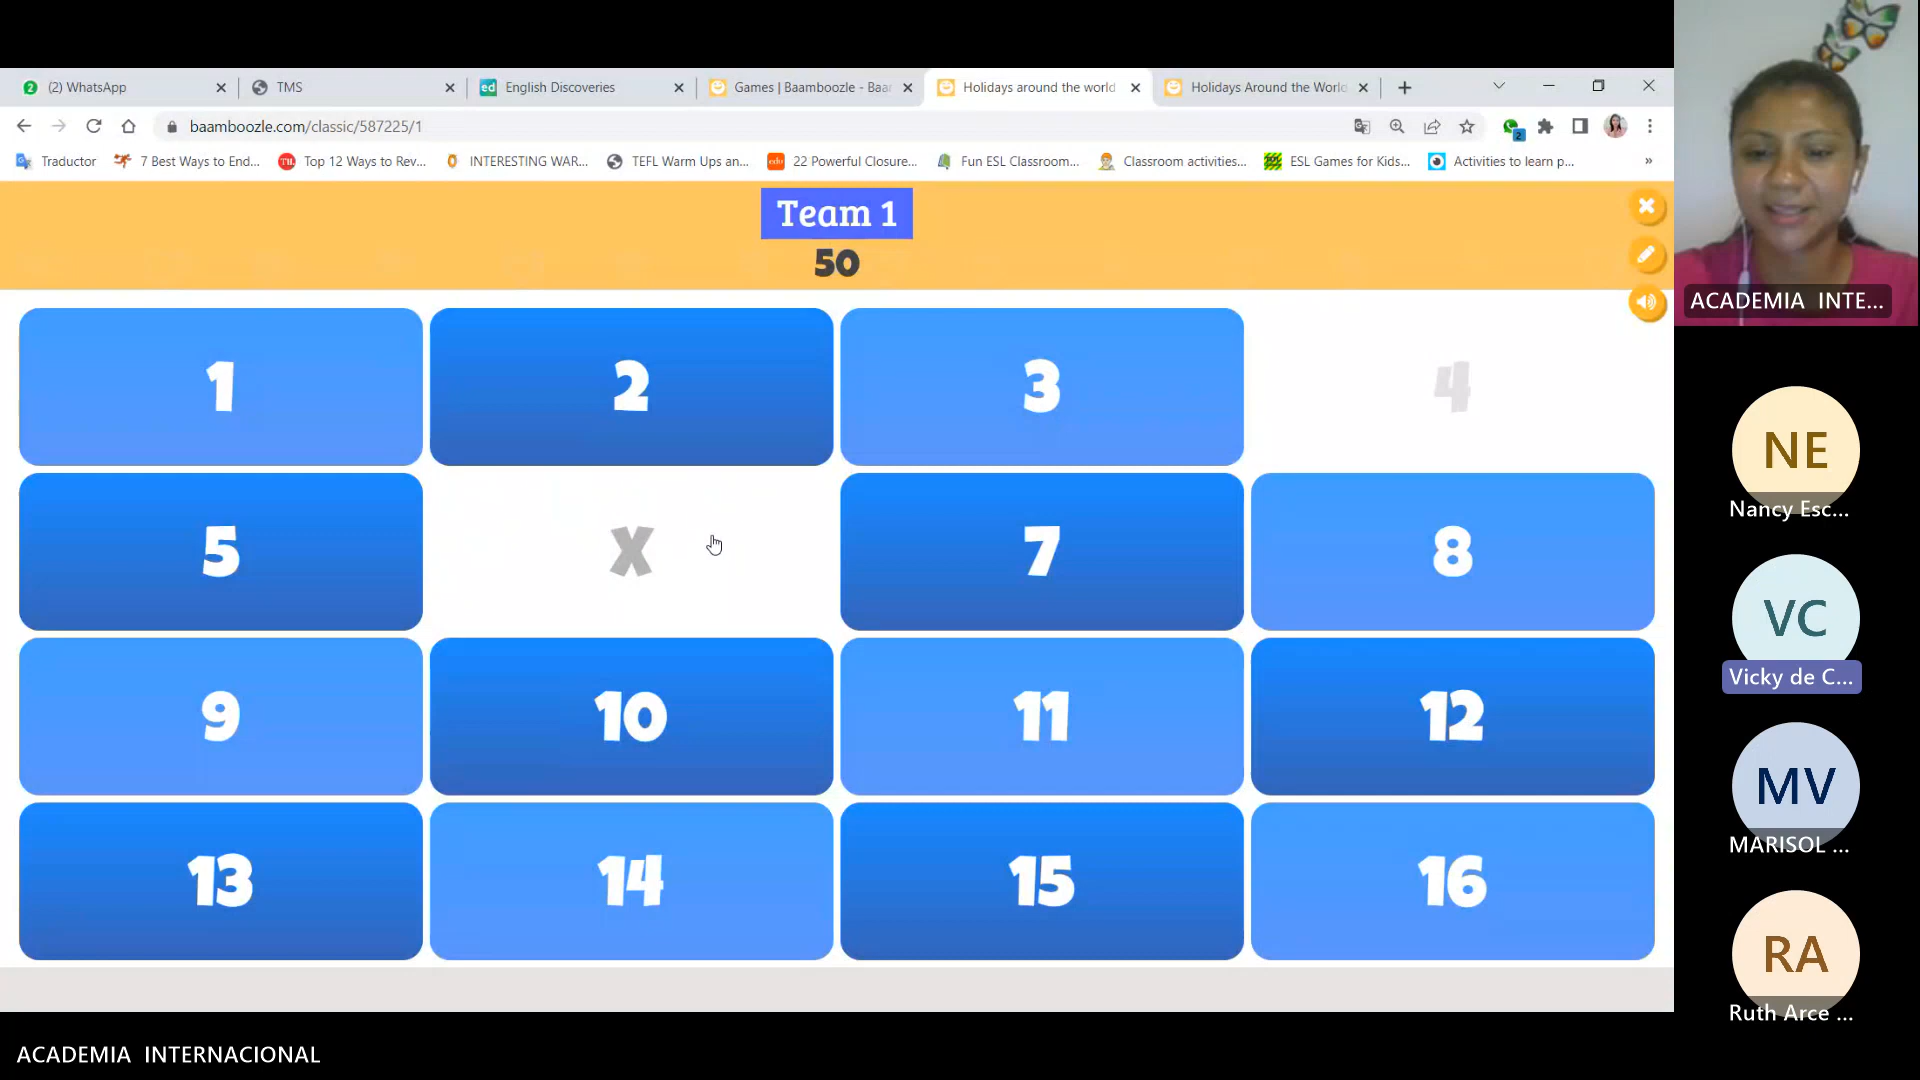 (2) WhatsApp
TMS
English Discoveries
Games | Baamboozle - Baa
Holidays around the world
Holidays Around the World
baamboozle.com/classic/587225/1
2
Traductor
7 Best Ways to End...
Top 12 Ways to Rev...
INTERESTING WAR...
TEFL Warm Ups an...
22 Powerful Closure...
Fun ESL Classroom...
Classroom activities...
ESL Games for Kids...
Activities to learn p...
»
Team 1
50
1
2
3
4
5
X
7
8
9
10
11
12
13
14
15
16
ACADEMIA INTE...
NE
Nancy Esc...
VC
Vicky de C...
MV
MARISOL ...
RA
Ruth Arce ...
ACADEMIA INTERNACIONAL